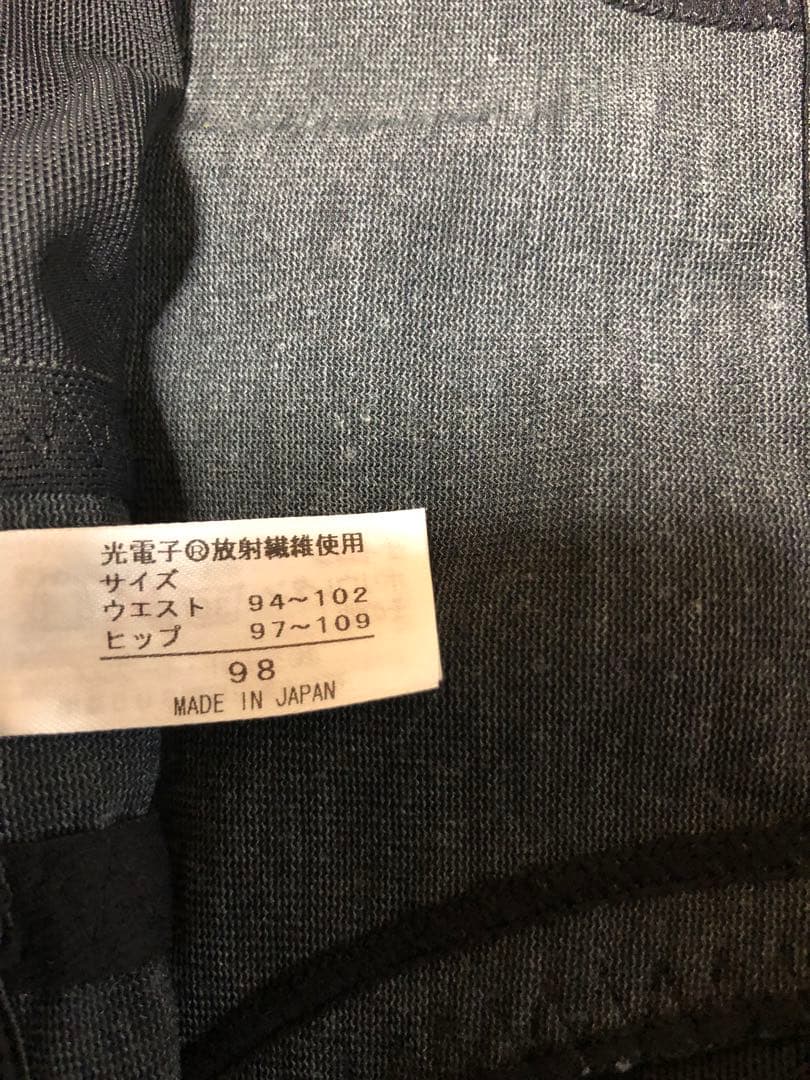 光電子®放射繊維使用
サイズ
ウエスト 94～102
ヒップ 97～109
98
MADE IN JAPAN